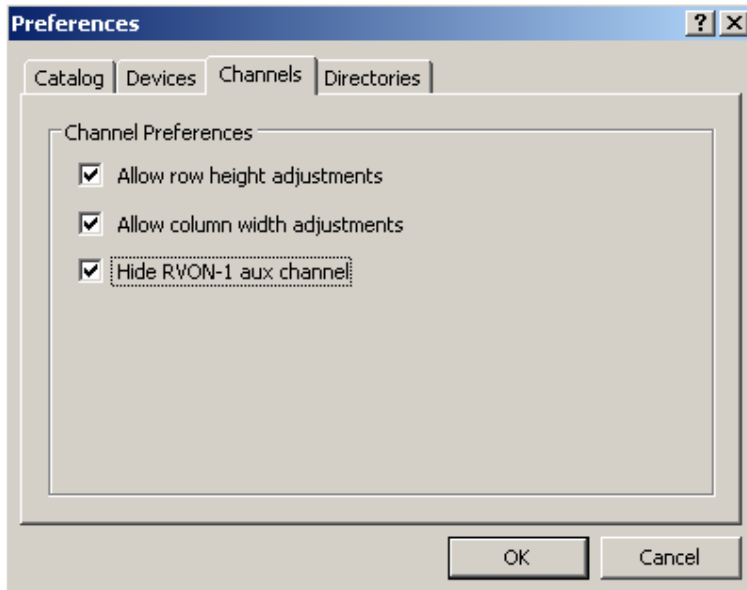 Preferences
Catalog Devices Channels Directories
Channel Preferences
Allow row height adjustments
Allow column width adjustments
Hide RVON-1 aux channel
OK Cancel